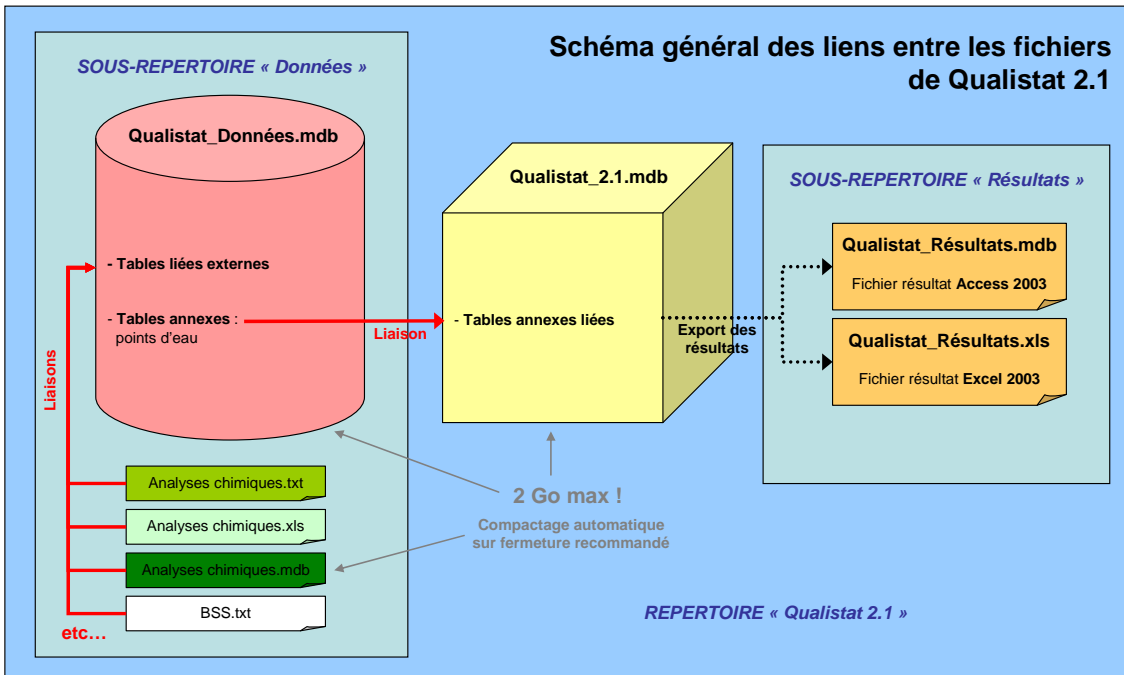 Schéma général des liens entre les fichiers
de Qualistat 2.1
SOUS-REPERTOIRE « Données »
Qualistat_Données.mdb
- Tables liées externes
- Tables annexes :
points d'eau
Liaisons
Analyses chimiques.txt
Analyses chimiques.xls
Analyses chimiques.mdb
BSS.txt
etc…
Liaison
Qualistat_2.1.mdb
- Tables annexes liées
Export des
résultats
2 Go max !
Compactage automatique
sur fermeture recommandé
SOUS-REPERTOIRE « Résultats »
Qualistat_Résultats.mdb
Fichier résultat Access 2003
Qualistat_Résultats.xls
Fichier résultat Excel 2003
REPERTOIRE « Qualistat 2.1 »